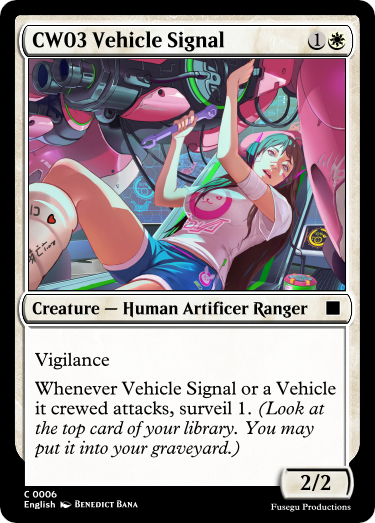 CW03 Vehicle Signal 1
Creature — Human Artificer Ranger
Vigilance
Whenever Vehicle Signal or a Vehicle
it crewed attacks, surveil 1. (Look at
the top card of your library. You may
put it into your graveyard.)
2/2
C 0006
English BENEDICT BANA
Fusegu Productions